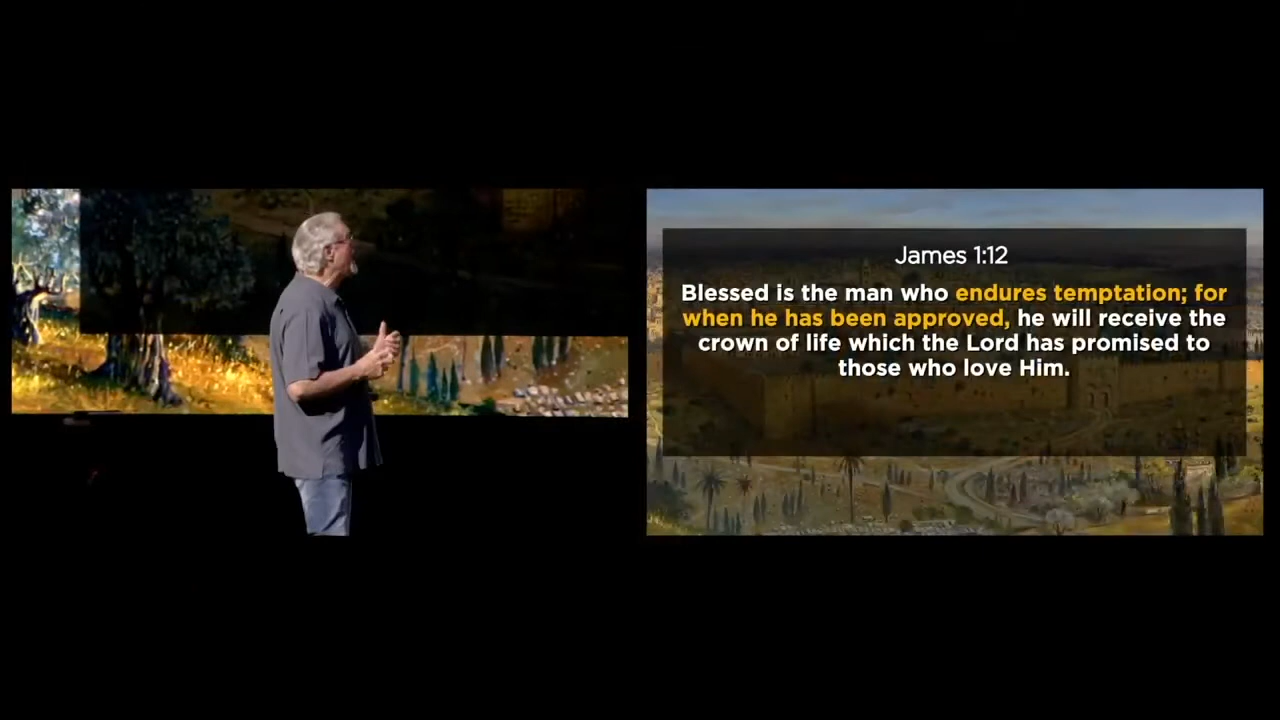 James 1:12
Blessed is the man who endures temptation; for
when he has been approved, he will receive the
crown of life which the Lord has promised to
those who love Him.